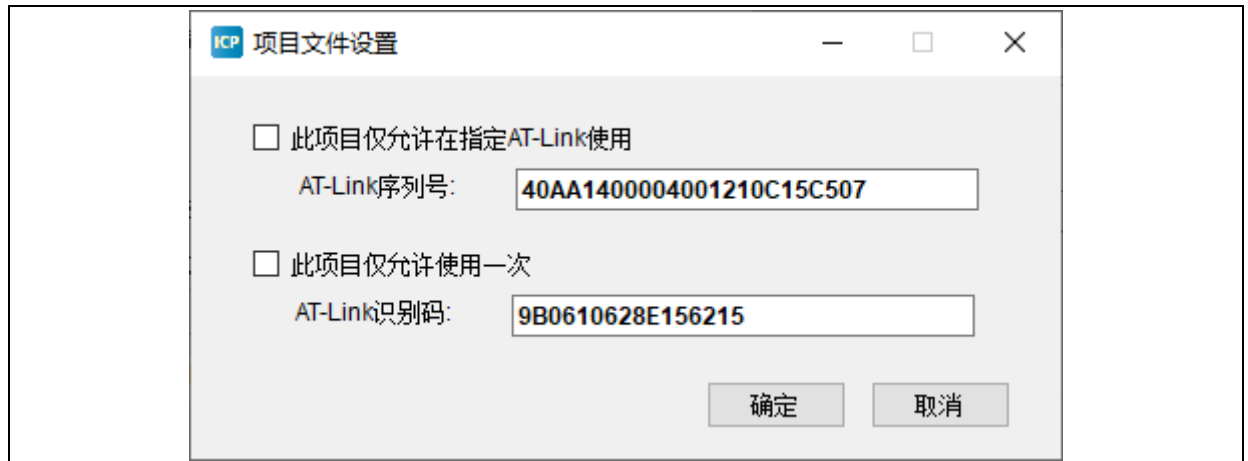 ICP 项目文件设置
此项目仅允许在指定AT-Link使用
AT-Link序列号: 40AA1400004001210C15C507
此项目仅允许使用一次
AT-Link识别码: 9B0610628E156215
确定 取消